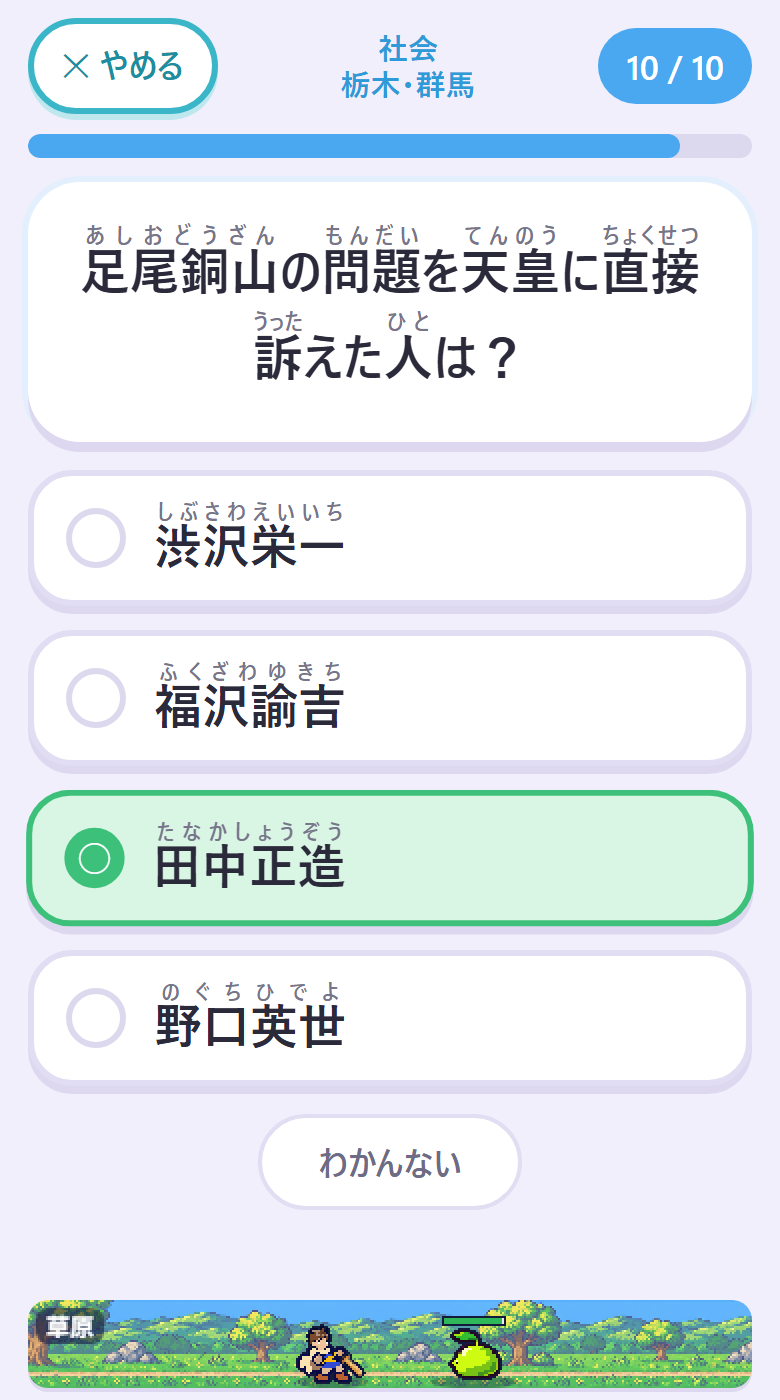 × やめる
社会
栃木・群馬
10 / 10
あしおどうざん もんだい てんのう ちょくせつ
足尾銅山の問題を天皇に直接
うった ひと
訴えた人は？
しぶさわえいいち
渋沢栄一
ふくざわゆきち
福沢諭吉
たなかしょうぞう
田中正造
のぐちひでよ
野口英世
わかんない
草原